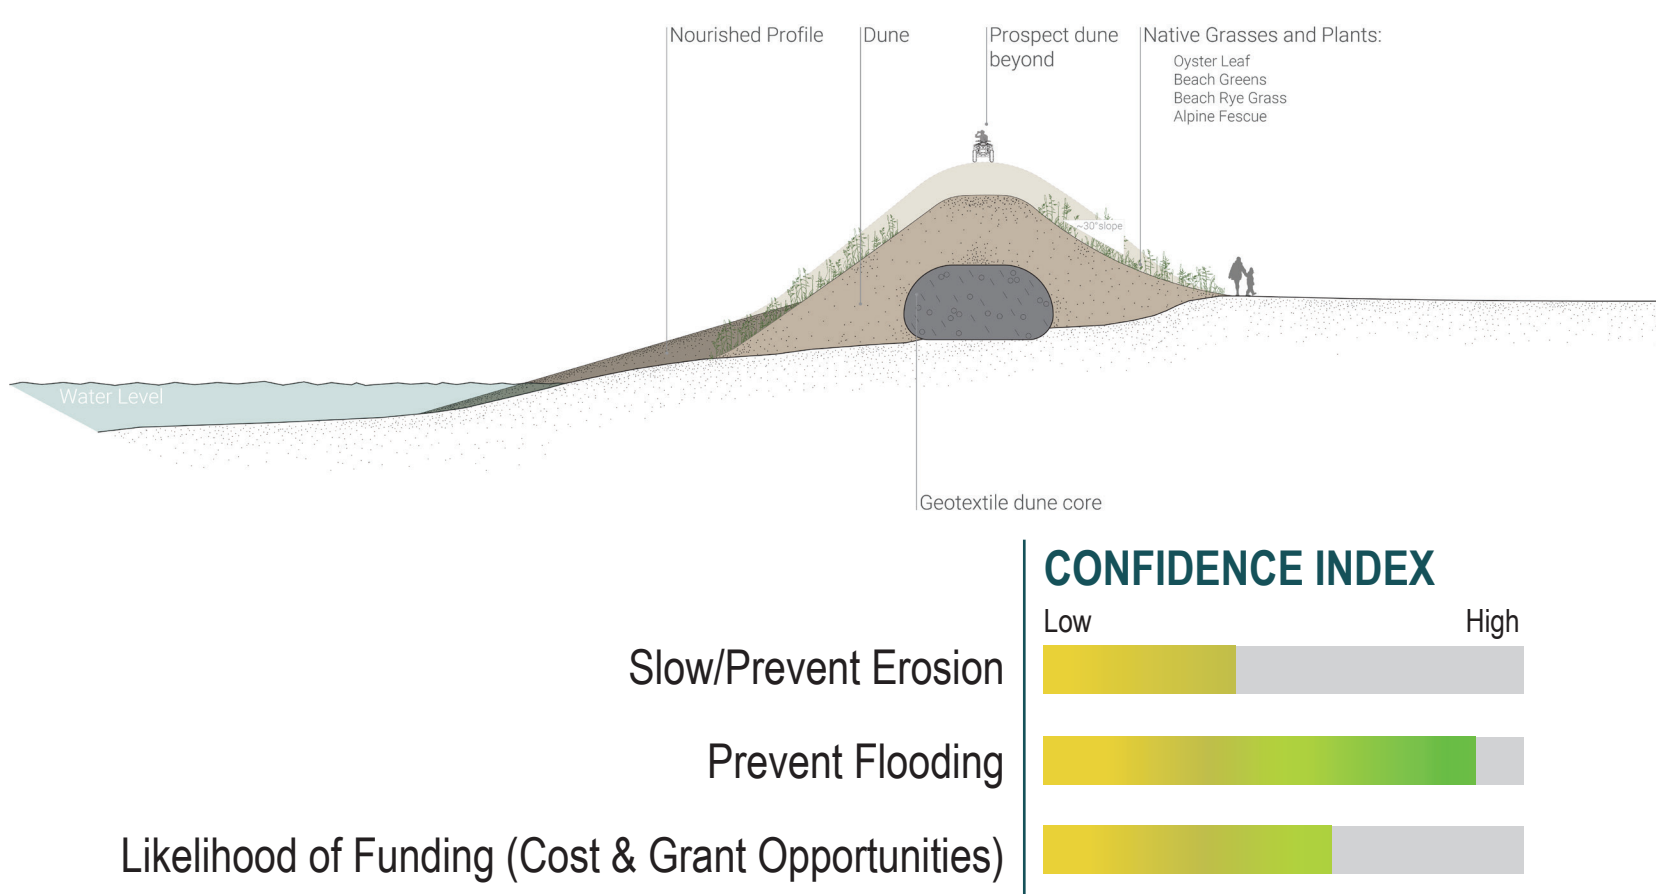 Nourished Profile
Dune
Prospect dune
beyond
Native Grasses and Plants:
Oyster Leaf
Beach Greens
Beach Rye Grass
Alpine Fescue
~30° slope
Water Level
Geotextile dune core
CONFIDENCE INDEX
Low High
Slow/Prevent Erosion
Prevent Flooding
Likelihood of Funding (Cost & Grant Opportunities)